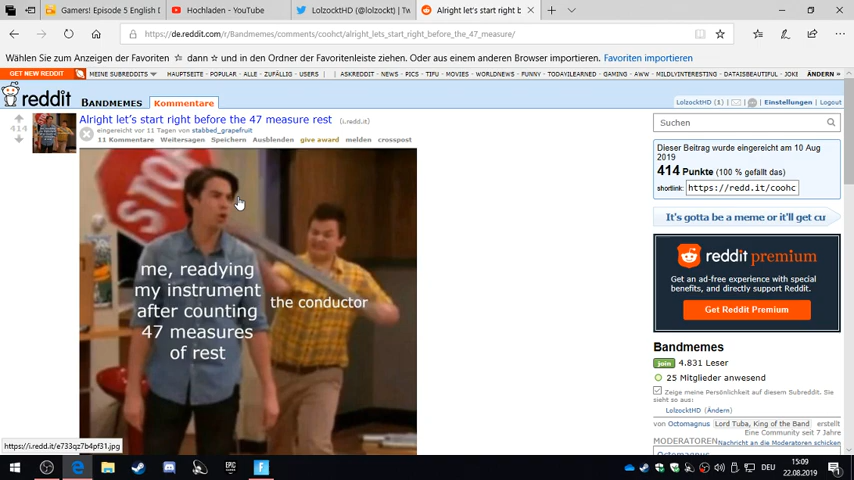 Gamers! Episode 5 English D
Hochladen - YouTube
LolzocktHD (@lolzockt) | Tw
Alright let's start right b
https://de.reddit.com/r/Bandmemes/comments/coohct/alright_lets_start_right_before_the_47_measure/
Wählen Sie zum Anzeigen der Favoriten ☆ dann ☆ und in den Ordner der Favoritenleiste ziehen. Oder aus einem anderen Browser importieren. Favoriten importieren
GET NEW REDDIT
MEINE SUBREDDITS HAUPTSEITE - POPULAR - ALLE - ZUFÄLLIG - USERS | ASKREDDIT - NEWS - PICS - TIFU - MOVIES - WORLDNEWS - FUNNY - TODAYILEARNED - GAMING - AWW - MILDLYINTERESTING - DATAISBEAUTIFUL - JOKE ÄNDERN »
reddit BANDMEMES Kommentare
LolzocktHD (1) | Einstellungen | Logout
414
Alright let's start right before the 47 measure rest (i.redd.it)
eingereicht vor 11 Tagen von stabbed_grapefruit
11 Kommentare Weitersagen Speichern Ausblenden give award melden crosspost
STOP
me, readying
my instrument
after counting
47 measures
of rest
the conductor
Suchen
Dieser Beitrag wurde eingereicht am 10 Aug
2019
414 Punkte (100 % gefällt das)
shortlink: https://redd.it/coohc
It's gotta be a meme or it'll get cu
reddit premium
Get an ad-free experience with special
benefits, and directly support Reddit.
Get Reddit Premium
Bandmemes
join 4.831 Leser
25 Mitglieder anwesend
Zeige meine Persönlichkeit auf diesem Subreddit. Sie
sieht so aus:
LolzocktHD (Ändern)
von Octomagnus Lord Tuba, King of the Band erstellt
Eine Community seit 7 Jahre
MODERATOREN Nachricht an die Moderatoren schicken
Octomagnus
https://i.redd.it/e733qz7b4pf31.jpg
EPIC
DEU
15:09
22.08.2019